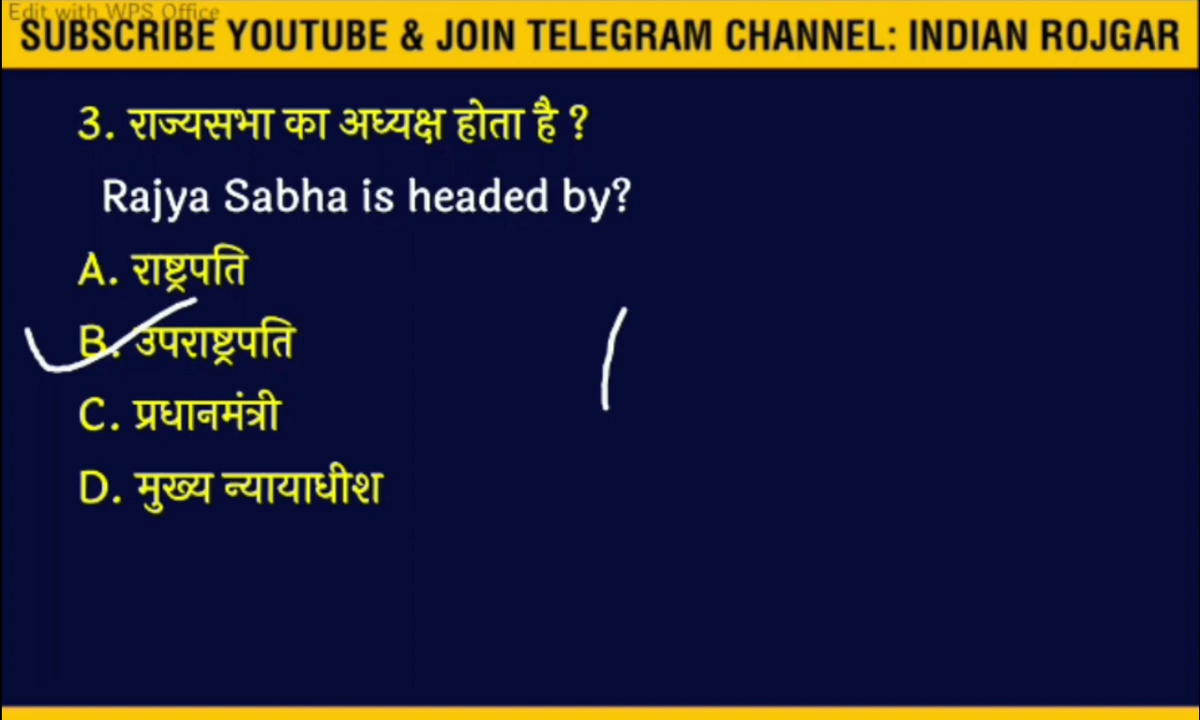 Edit with WPS Office
SUBSCRIBE YOUTUBE & JOIN TELEGRAM CHANNEL: INDIAN ROJGAR
3. राज्यसभा का अध्यक्ष होता है ?
Rajya Sabha is headed by?
A. राष्ट्रपति
B. उपराष्ट्रपति
C. प्रधानमंत्री
D. मुख्य न्यायाधीश